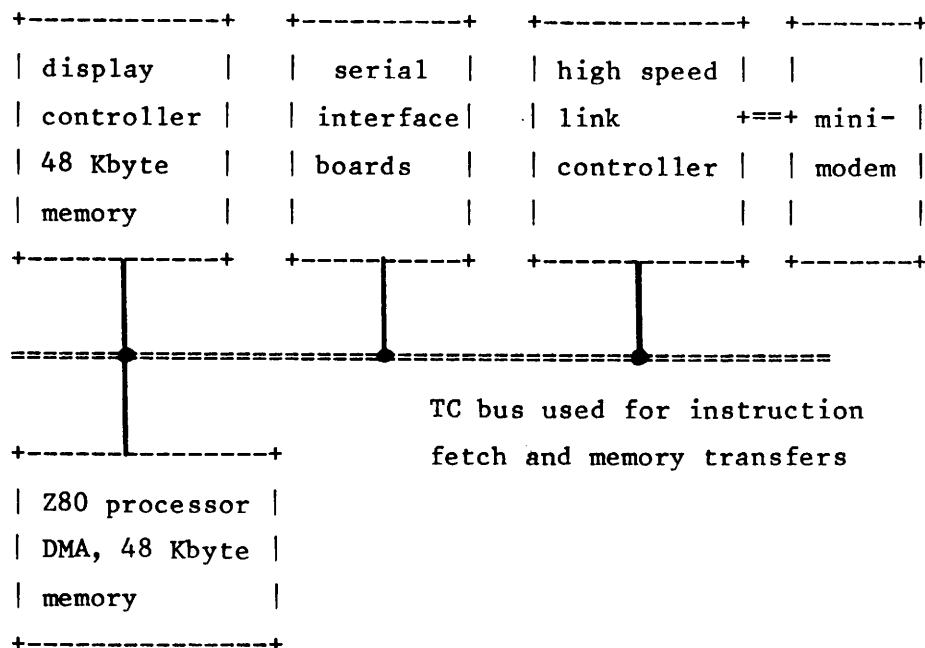 display
controller
48 Kbyte
memory
serial
interface
boards
high speed
link
controller
mini-
modem
TC bus used for instruction
fetch and memory transfers
Z80 processor
DMA, 48 Kbyte
memory